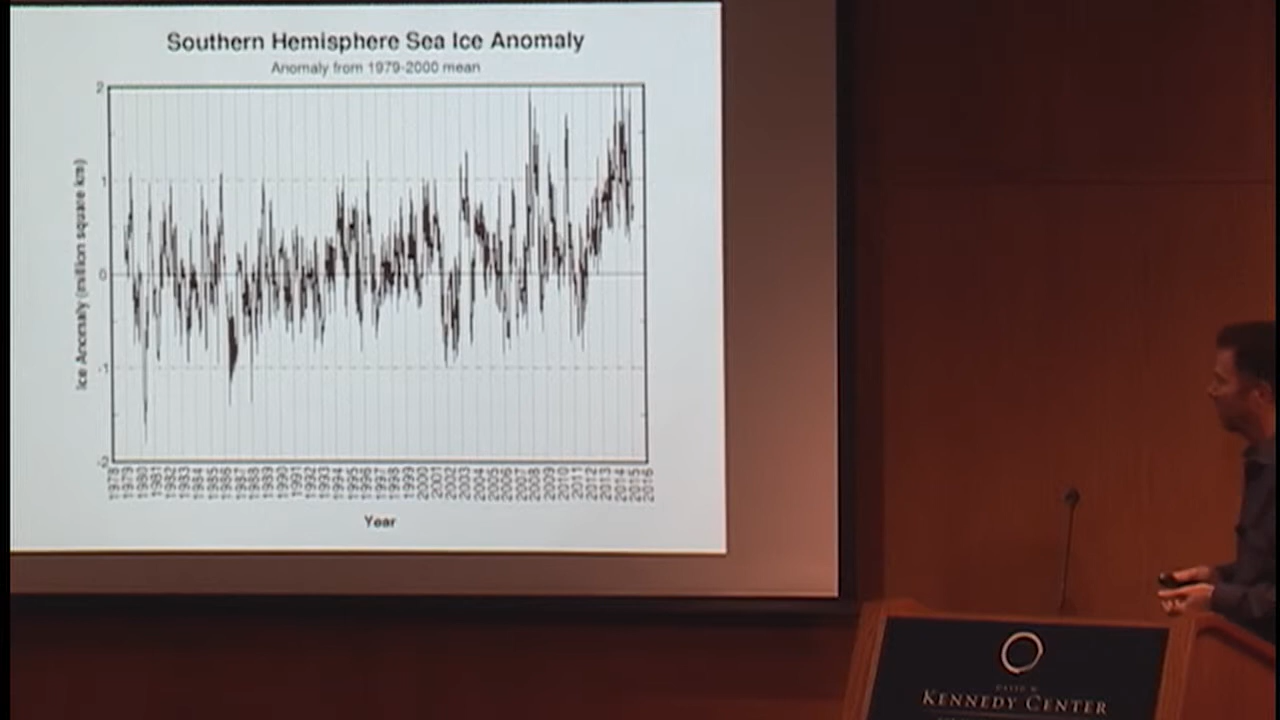 Southern Hemisphere Sea Ice Anomaly
Anomaly from 1979-2000 mean
2
1
0
-1
-2
Ice Anomaly (million square km)
1978 1979 1980 1981 1982 1983 1984 1985 1986 1987 1988 1989 1990 1991 1992 1993 1994 1995 1996 1997 1998 1999 2000 2001 2002 2003 2004 2005 2006 2007 2008 2009 2010 2011 2012 2013 2014 2015 2016
Year
DAVID M.
KENNEDY CENTER